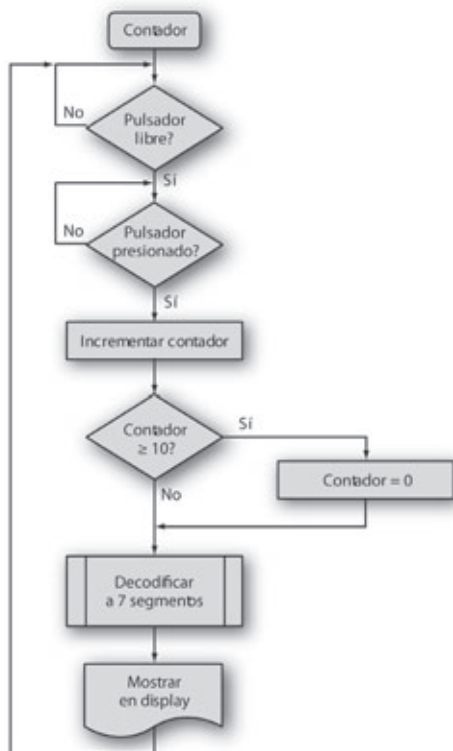 Contador
No
Pulsador
libre?
Sí
No
Pulsador
presionado?
Sí
Incrementar contador
Contador
≥ 10?
Sí
Contador = 0
No
Decodificar
a 7 segmentos
Mostrar
en display